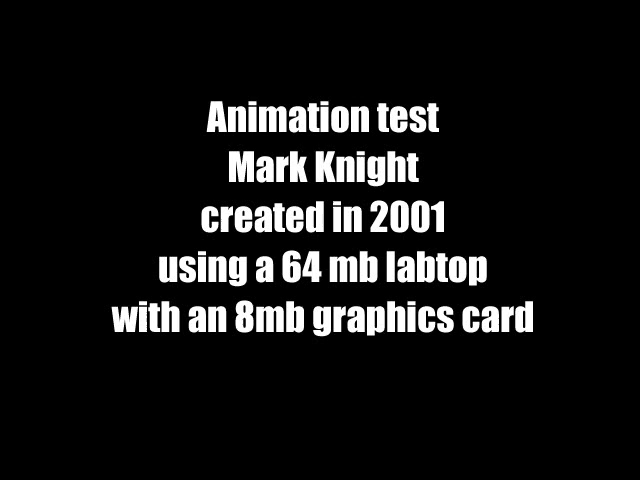 Animation test
Mark Knight
created in 2001
using a 64 mb labtop
with an 8mb graphics card